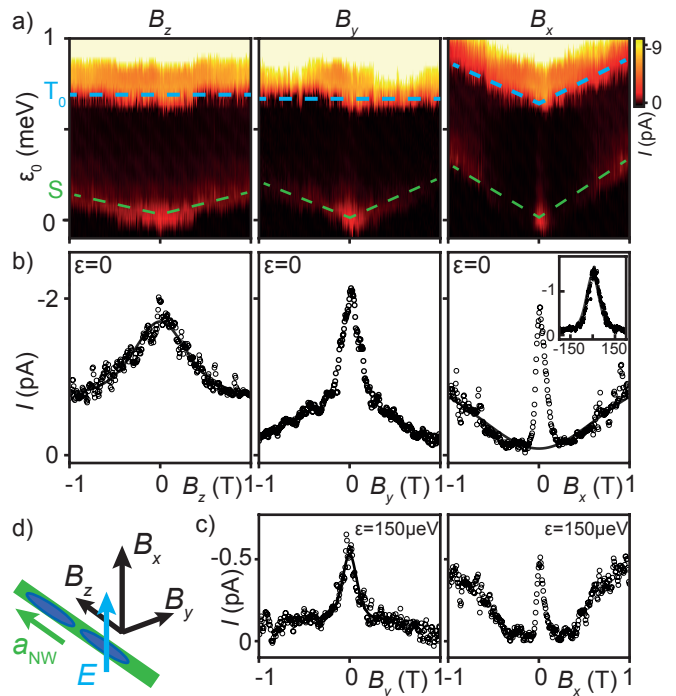 a)
B_z
B_y
B_x
1
T_0
ε_0 (meV)
S
0
-9
0
I (pA)
b)
ε=0
ε=0
ε=0
-2
I (pA)
0
-1
0
-150
150
-1
0
1
B_z (T)
-1
0
1
B_y (T)
-1
0
1
B_x (T)
d)
B_x
B_z
B_y
a_NW
E
c)
ε=150μeV
ε=150μeV
-0.5
I (pA)
0
-1
0
1
B_y (T)
-1
0
1
B_x (T)